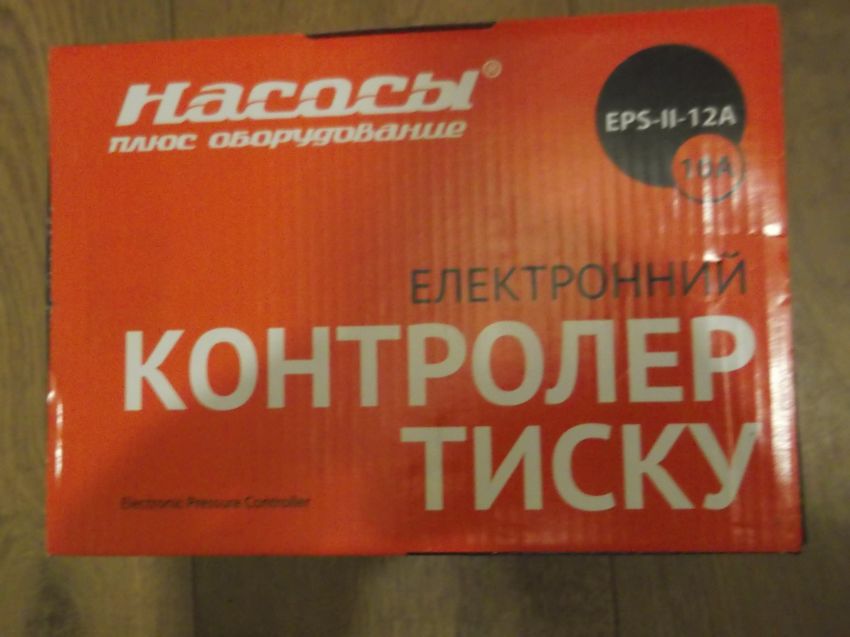 Насосы®
плюс оборудование
EPS-II-12A
10A
ЕЛЕКТРОННИЙ
КОНТРОЛЕР
ТИСКУ
Electronic Pressure Controller